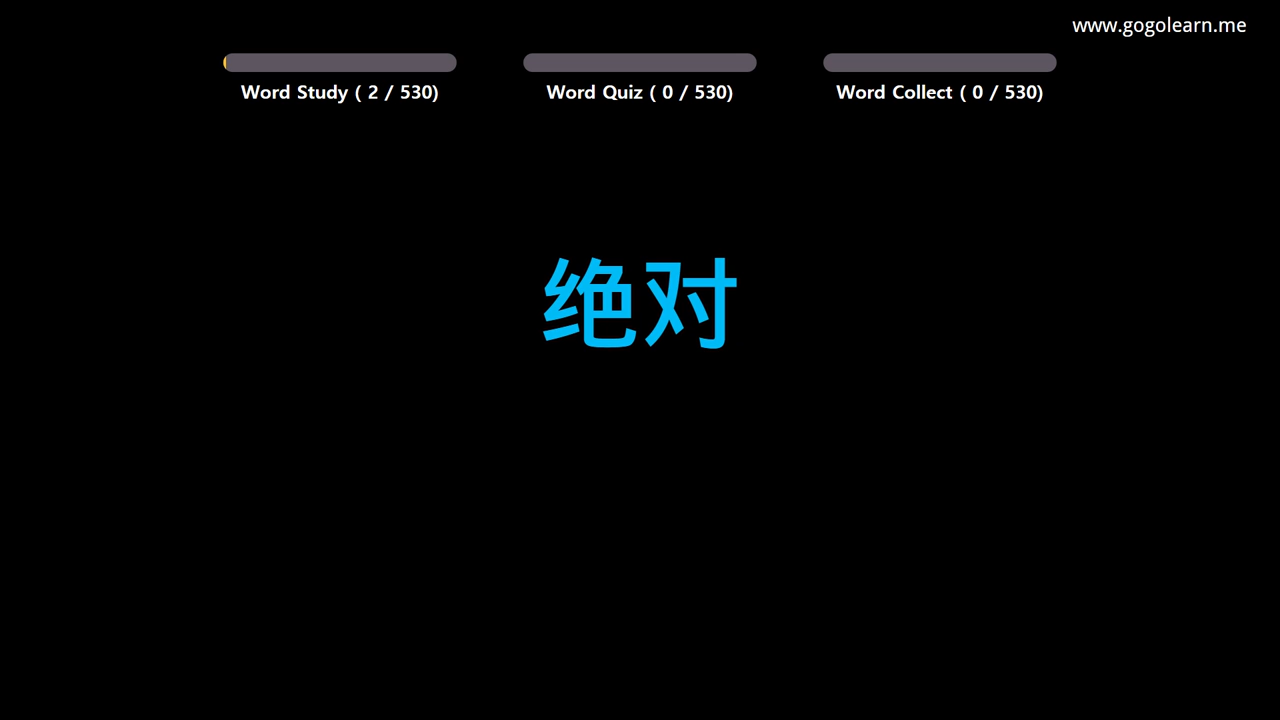 www.gogolearn.me
Word Study ( 2 / 530)
Word Quiz ( 0 / 530)
Word Collect ( 0 / 530)
绝对